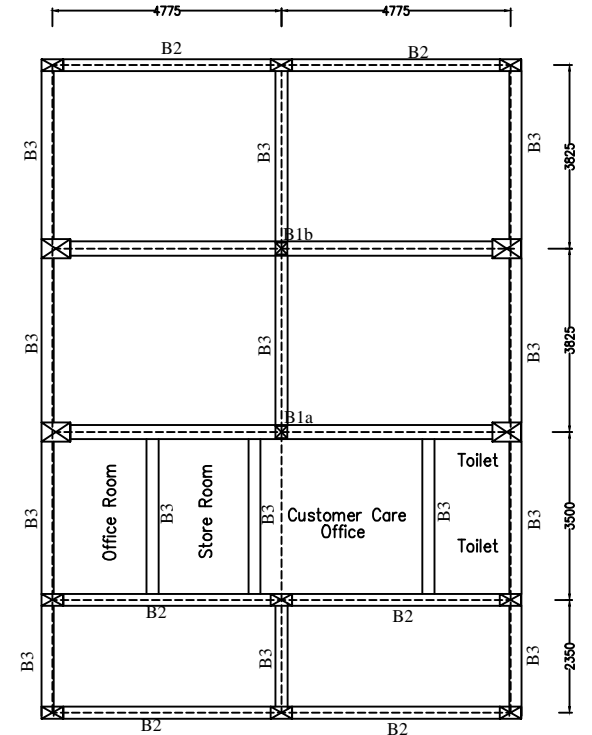 4775 4775
B2 B2
B3 B3 B3 3825
B1b
B3 B3 B3 3825
B1a
Toilet
Office Room B3 Store Room B3 Customer Care B3 B3 3500
Office
Toilet
B3
B2 B2
B3 B3 B3 2350
B2 B2